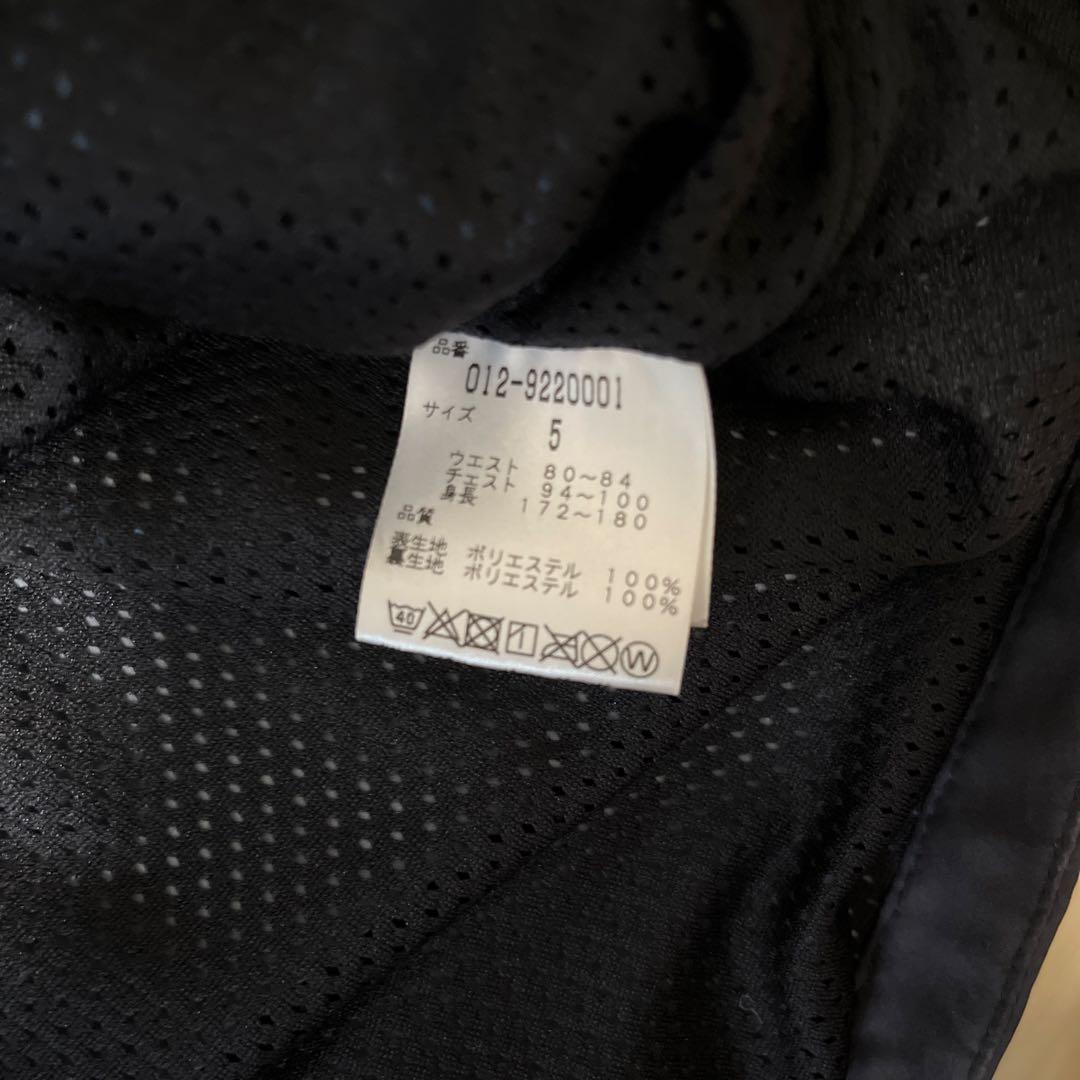 品番
012-9220001
サイズ
5
ウエスト 80～84
チェスト 94～100
身長 172～180
品質
表生地 ポリエステル 100%
裏生地 ポリエステル 100%
40 W